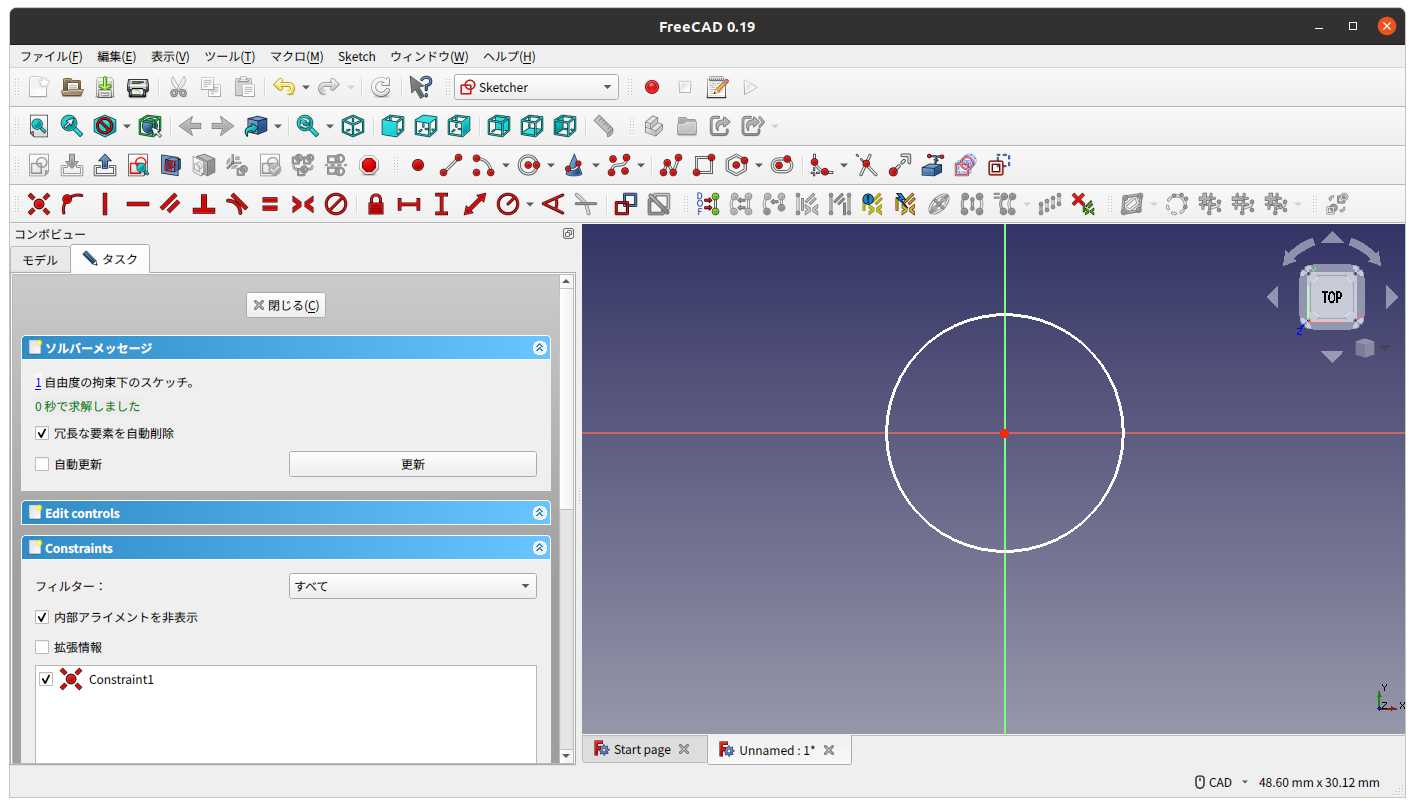 FreeCAD 0.19
ファイル(F) 編集(E) 表示(V) ツール(T) マクロ(M) Sketch ウィンドウ(W) ヘルプ(H)
Sketcher
コンボビュー
モデル タスク
閉じる(C)
ソルバーメッセージ
1 自由度の拘束下のスケッチ。
0 秒で求解しました
冗長な要素を自動削除
自動更新 更新
Edit controls
Constraints
フィルター： すべて
内部アライメントを非表示
拡張情報
Constraint1
TOP
Z
Y
Z X
Start page Unnamed : 1*
CAD 48.60 mm x 30.12 mm